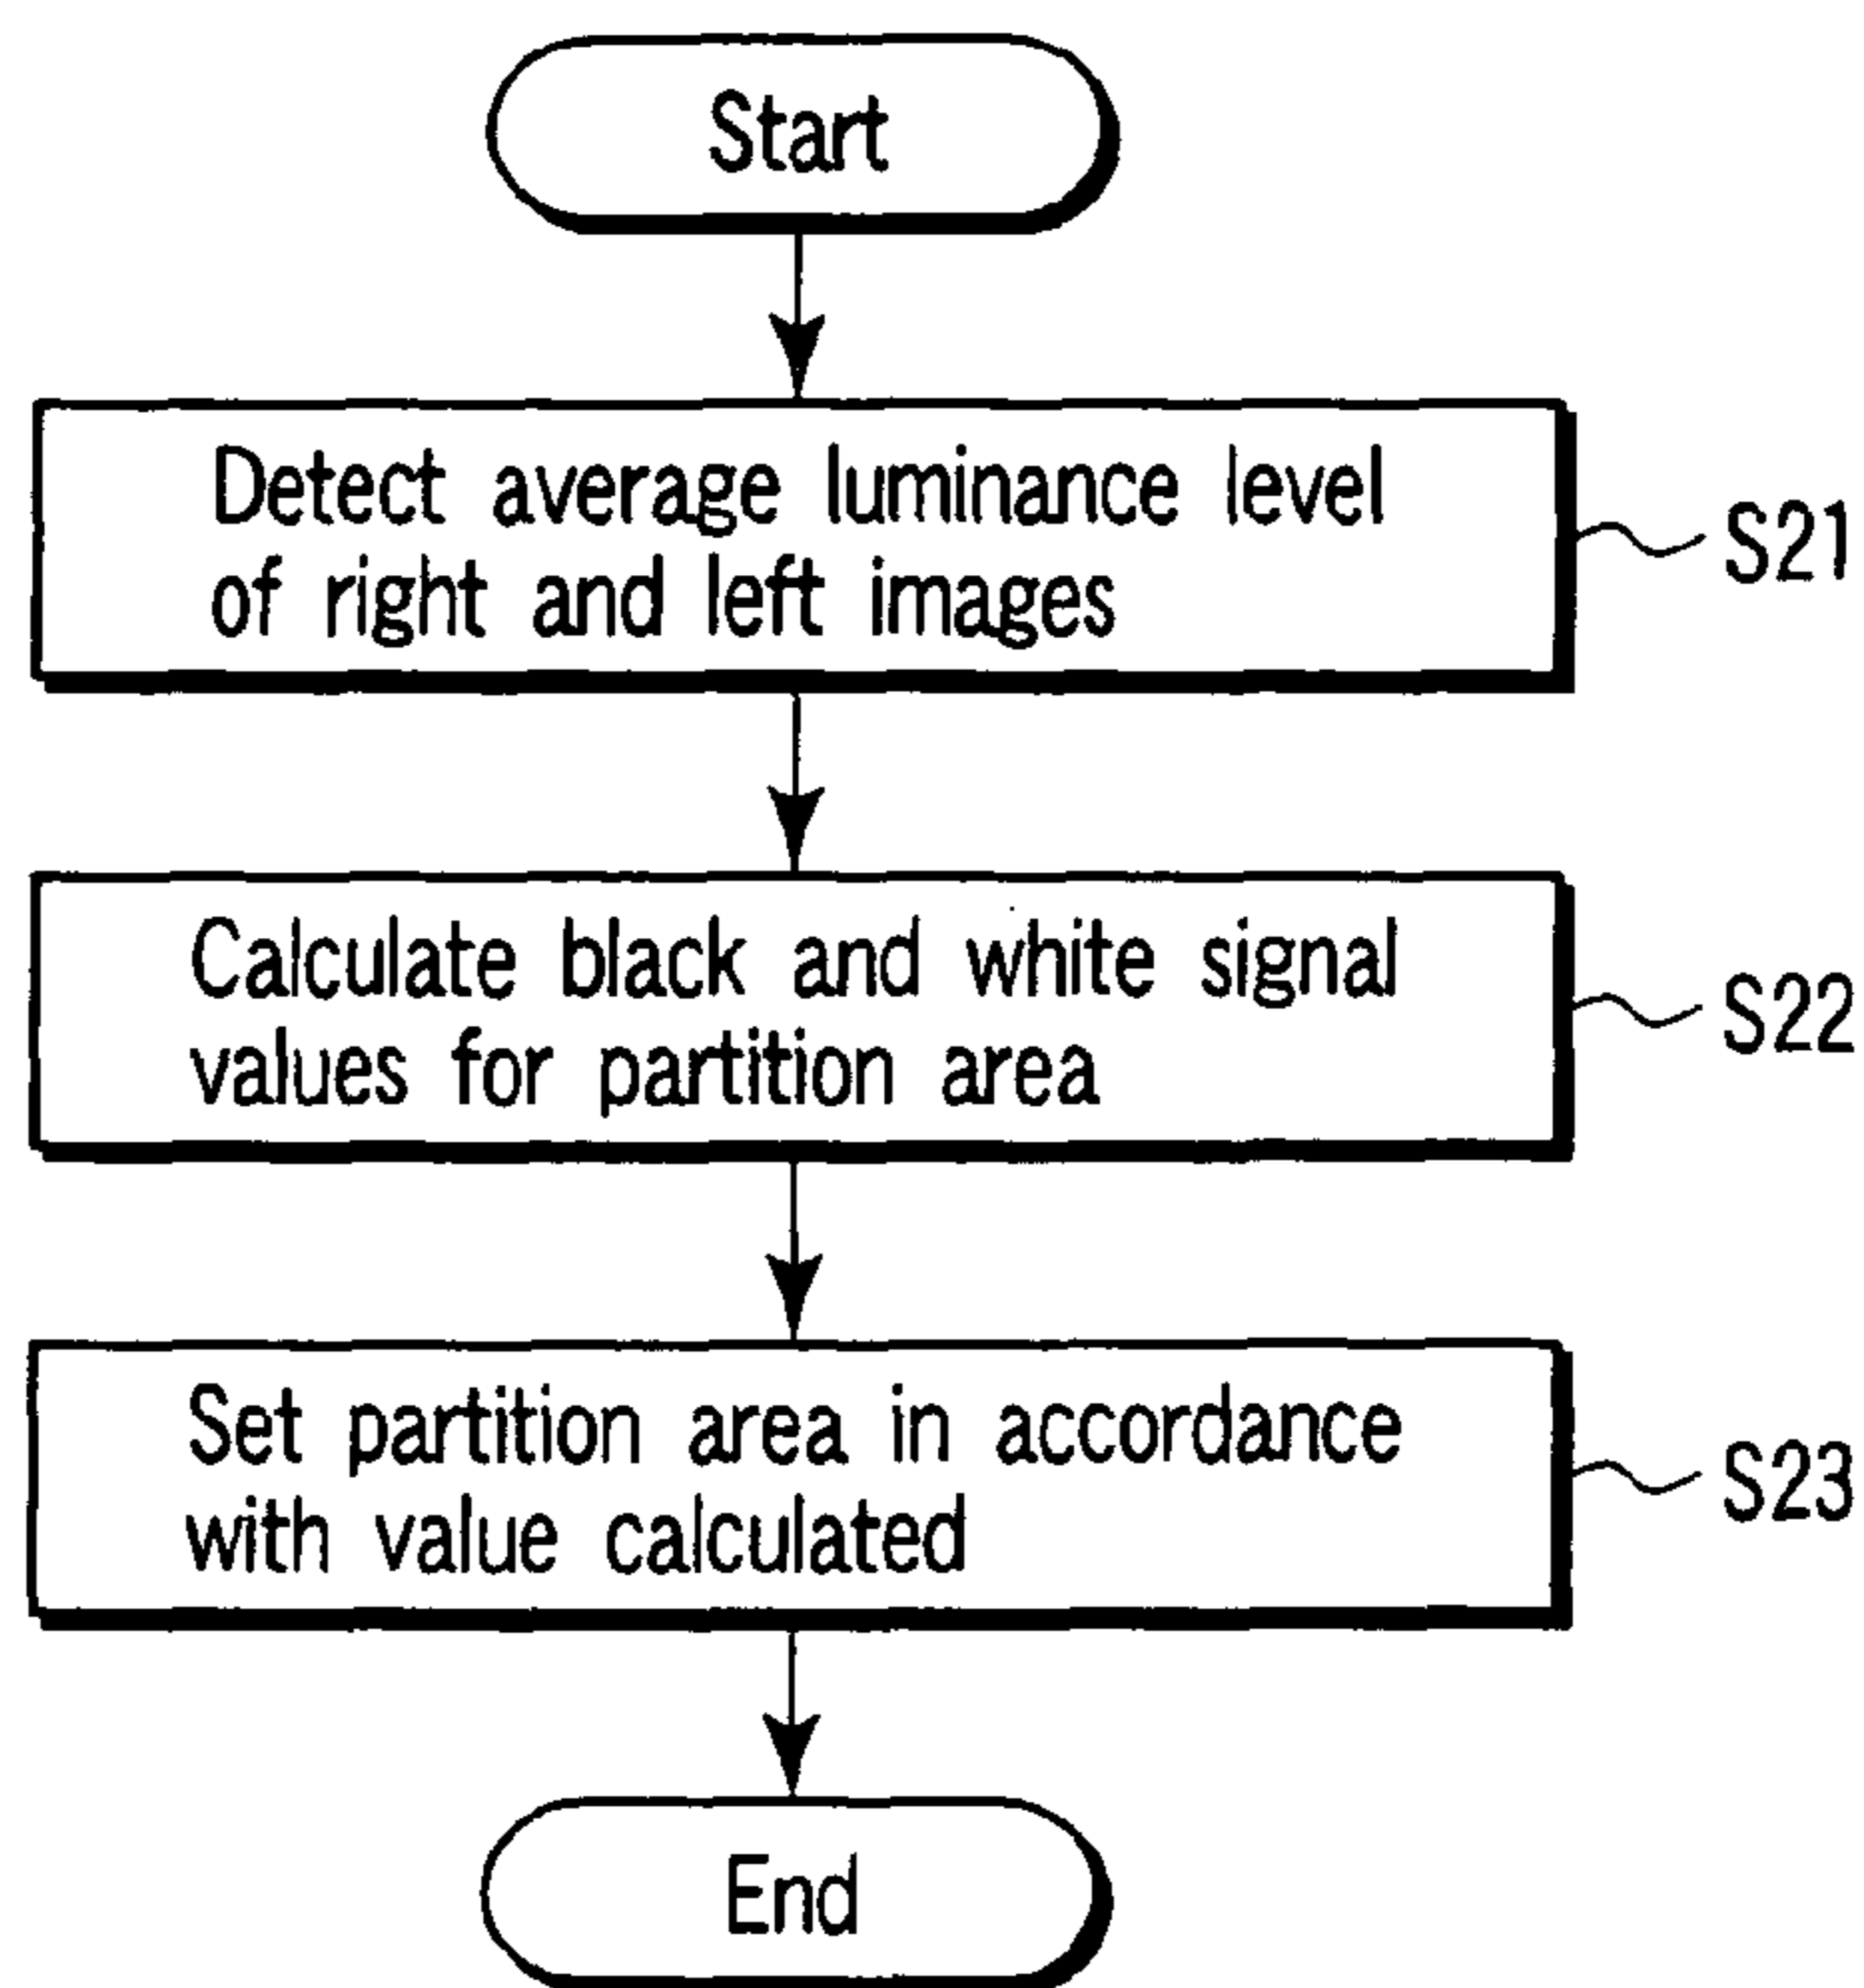 Start
Detect average luminance level
of right and left images
S21
Calculate black and white signal
values for partition area
S22
Set partition area in accordance
with value calculated
S23
End